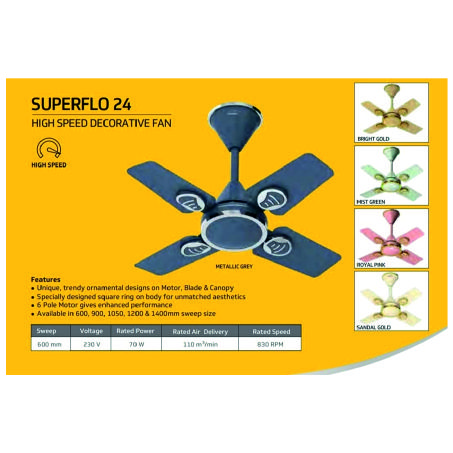 SUPERFLO 24
HIGH SPEED DECORATIVE FAN
HIGH SPEED
METALLIC GREY
BRIGHT GOLD
MIST GREEN
ROYAL PINK
SANDAL GOLD
Features
• Unique, trendy ornamental designs on Motor, Blade & Canopy
• Specially designed square ring on body for unmatched aesthetics
• 6 Pole Motor gives enhanced performance
• Available in 600, 900, 1050, 1200 & 1400mm sweep size
Sweep Voltage Rated Power Rated Air Delivery Rated Speed
600 mm 230 V 70 W 110 m³/min 830 RPM